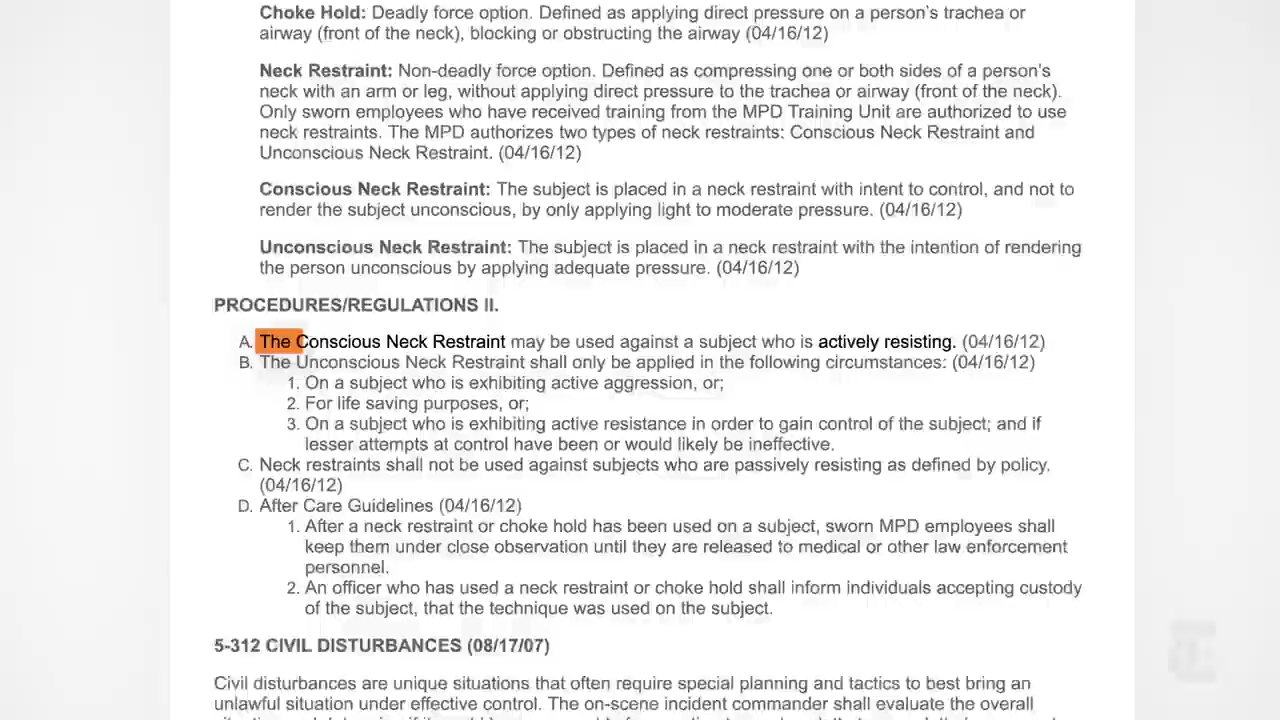 Choke Hold: Deadly force option. Defined as applying direct pressure on a person's trachea or
airway (front of the neck), blocking or obstructing the airway (04/16/12)
Neck Restraint: Non-deadly force option. Defined as compressing one or both sides of a person's
neck with an arm or leg, without applying direct pressure to the trachea or airway (front of the neck).
Only sworn employees who have received training from the MPD Training Unit are authorized to use
neck restraints. The MPD authorizes two types of neck restraints: Conscious Neck Restraint and
Unconscious Neck Restraint. (04/16/12)
Conscious Neck Restraint: The subject is placed in a neck restraint with intent to control, and not to
render the subject unconscious, by only applying light to moderate pressure. (04/16/12)
Unconscious Neck Restraint: The subject is placed in a neck restraint with the intention of rendering
the person unconscious by applying adequate pressure. (04/16/12)
PROCEDURES/REGULATIONS II.
A. The Conscious Neck Restraint may be used against a subject who is actively resisting. (04/16/12)
B. The Unconscious Neck Restraint shall only be applied in the following circumstances: (04/16/12)
1. On a subject who is exhibiting active aggression, or;
2. For life saving purposes, or;
3. On a subject who is exhibiting active resistance in order to gain control of the subject; and if
lesser attempts at control have been or would likely be ineffective.
C. Neck restraints shall not be used against subjects who are passively resisting as defined by policy.
(04/16/12)
D. After Care Guidelines (04/16/12)
1. After a neck restraint or choke hold has been used on a subject, sworn MPD employees shall
keep them under close observation until they are released to medical or other law enforcement
personnel.
2. An officer who has used a neck restraint or choke hold shall inform individuals accepting custody
of the subject, that the technique was used on the subject.
5-312 CIVIL DISTURBANCES (08/17/07)
Civil disturbances are unique situations that often require special planning and tactics to best bring an
unlawful situation under effective control. The on-scene incident commander shall evaluate the overall